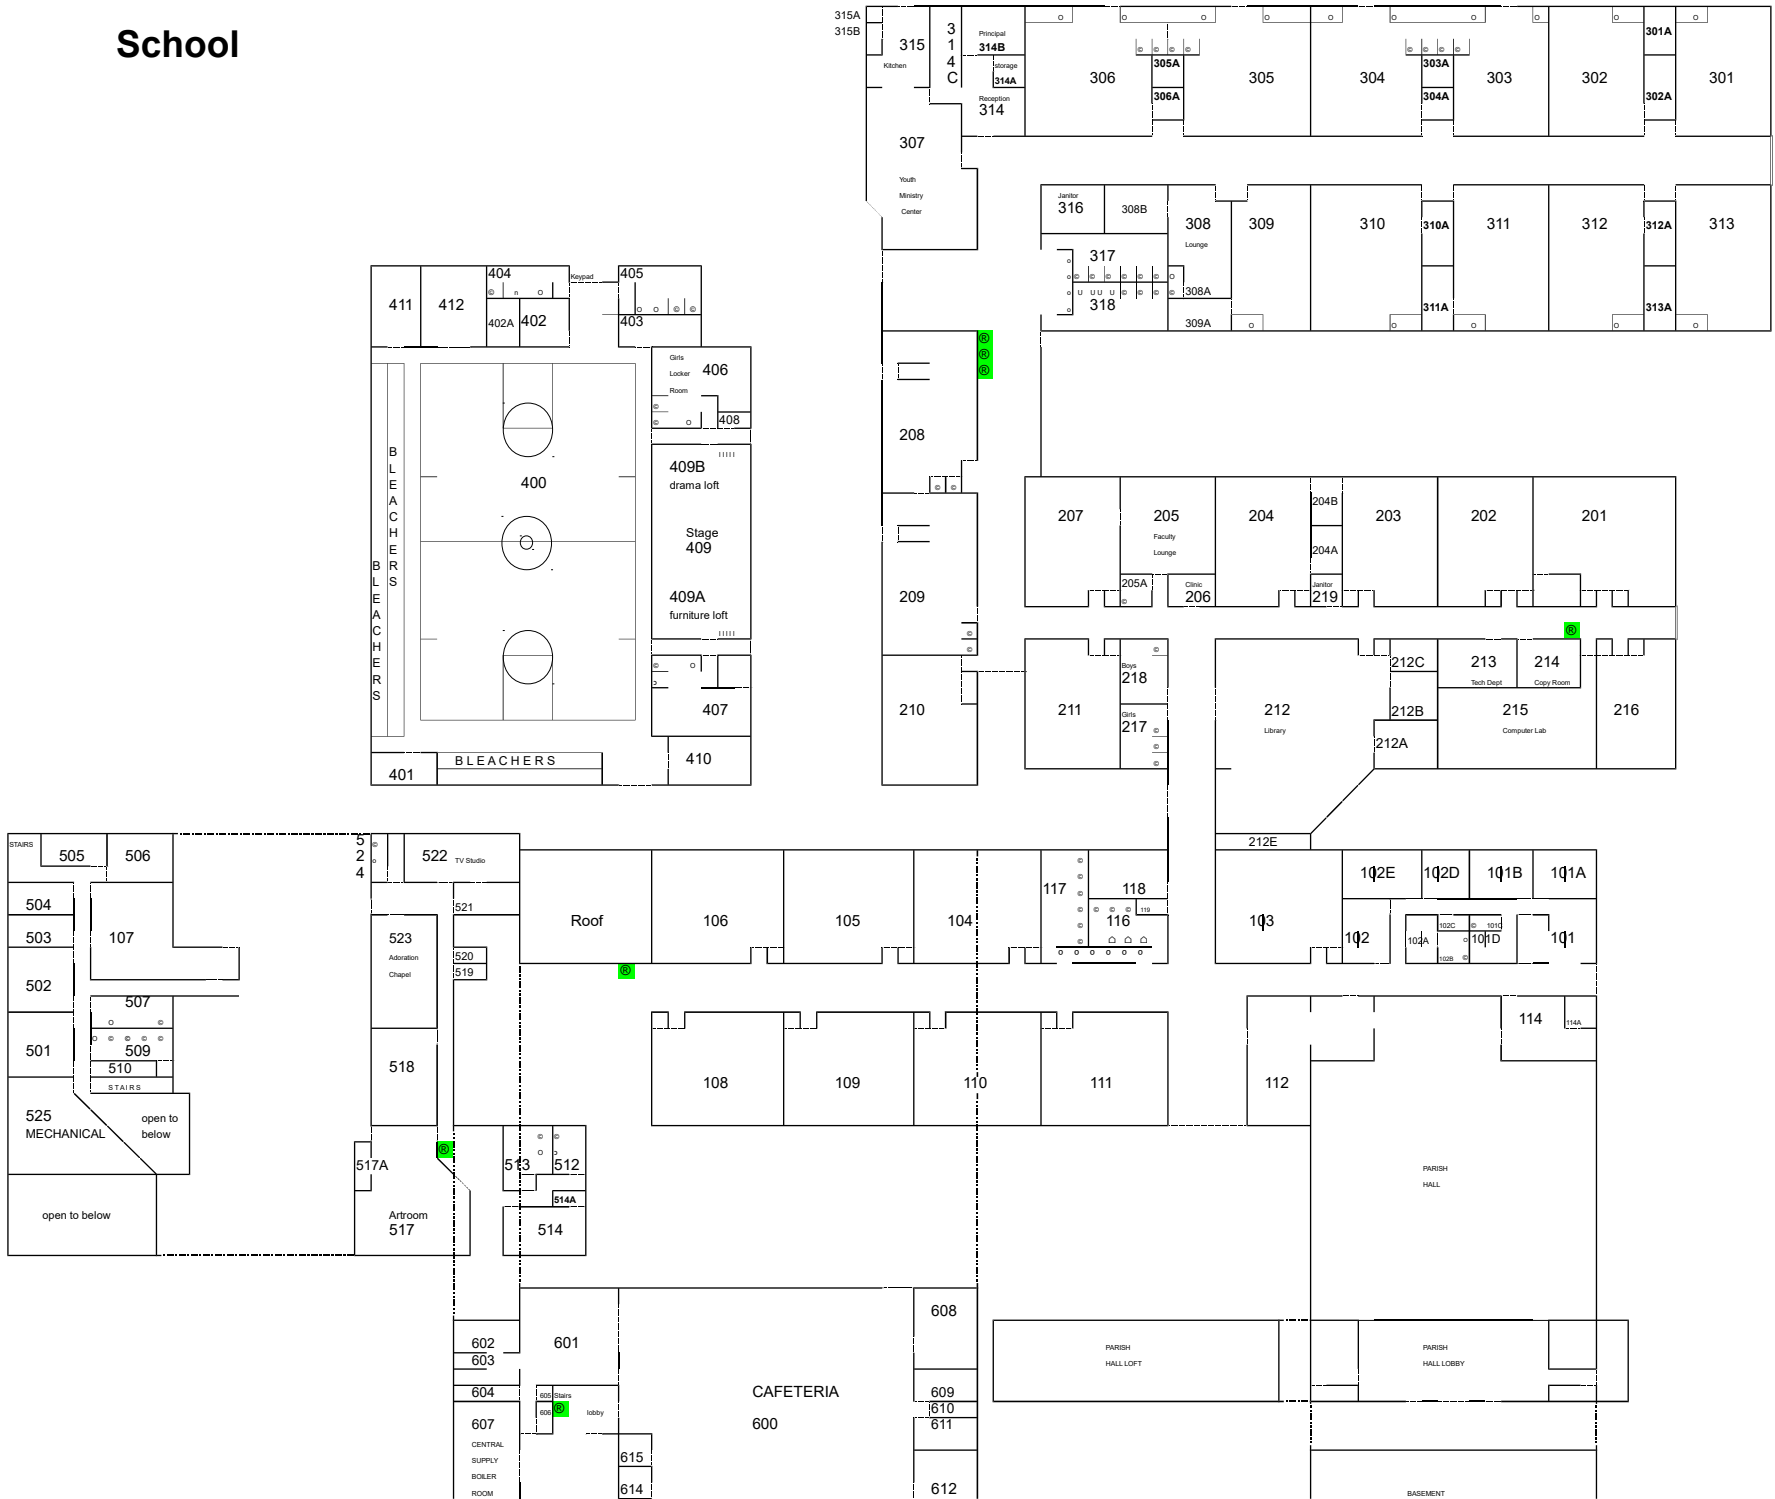 School
315A
315B
315
Kitchen
3
1
4
C
Principal
314B
storage
314A
Reception
314
306
305A
306A
305
304
303A
304A
303
302
301A
302A
301
307
Youth
Ministry
Center
Janitor
316
308B
308
Lounge
309
310
310A
311
312
312A
313
317
318
308A
309A
311A
313A
411
412
404
Keypad
405
402A
402
403
Girls
Locker
Room
406
408
400
BLEACHERS
BLEACHERS
409B
drama loft
Stage
409
409A
furniture loft
407
410
401
BLEACHERS
®
®
®
208
209
210
207
205
Faculty
Lounge
204
204B
204A
203
202
201
205A
Clinic
206
Janitor
219
®
211
Boys
218
Girls
217
212
Library
212C
212B
212A
213
Tech Dept
214
Copy Room
215
Computer Lab
216
212E
STAIRS
505
506
5
2
4
522
TV Studio
504
503
107
502
507
501
509
510
STAIRS
525
MECHANICAL
open to
below
open to below
521
523
Adoration
Chapel
520
519
518
®
517A
Artroom
517
513
512
514A
514
Roof
106
105
104
117
118
116
119
103
102E
102D
101B
101A
102
102A
102C
102B
101C
101D
101
®
108
109
110
111
112
114
114A
PARISH
HALL
602
603
604
601
605
Stairs
606
®
lobby
607
CENTRAL
SUPPLY
BOILER
ROOM
615
614
CAFETERIA
600
608
609
610
611
612
PARISH
HALL LOFT
PARISH
HALL LOBBY
BASEMENT